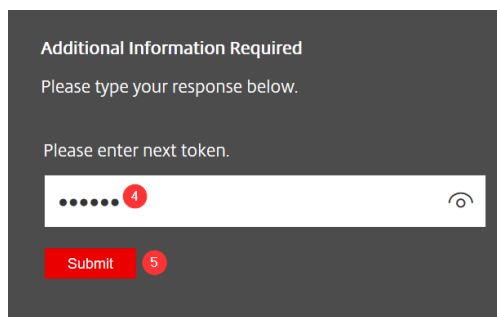 Additional Information Required
Please type your response below.
Please enter next token.
•••••• 4
Submit 5